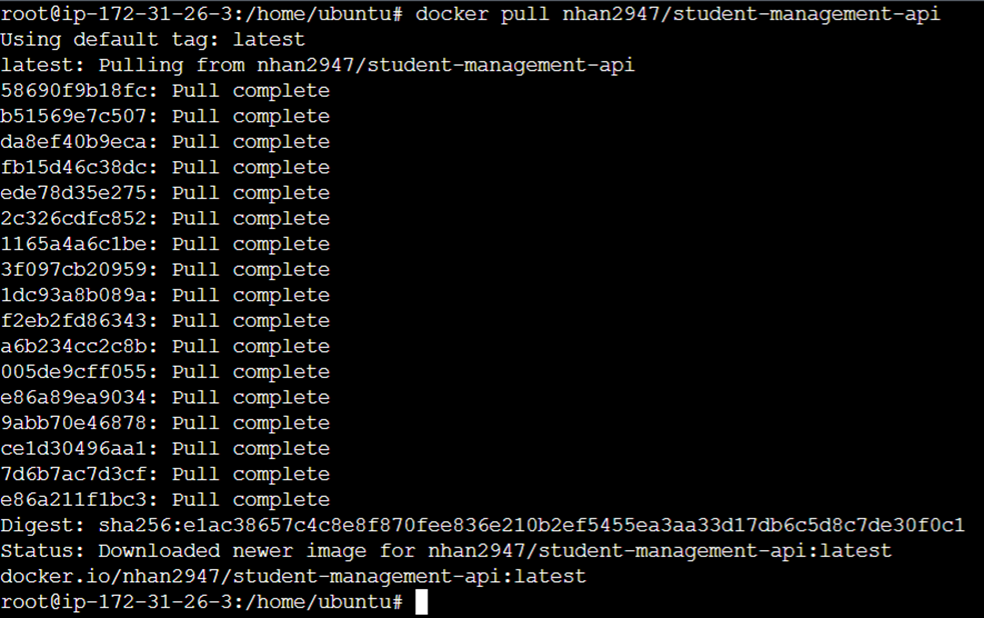 root@ip-172-31-26-3:/home/ubuntu# docker pull nhan2947/student-management-api
Using default tag: latest
latest: Pulling from nhan2947/student-management-api
58690f9b18fc: Pull complete
b51569e7c507: Pull complete
da8ef40b9eca: Pull complete
fb15d46c38dc: Pull complete
ede78d35e275: Pull complete
2c326cdfc852: Pull complete
1165a4a6c1be: Pull complete
3f097cb20959: Pull complete
1dc93a8b089a: Pull complete
f2eb2fd86343: Pull complete
a6b234cc2c8b: Pull complete
005de9cff055: Pull complete
e86a89ea9034: Pull complete
9abb70e46878: Pull complete
ce1d30496aa1: Pull complete
7d6b7ac7d3cf: Pull complete
e86a211f1bc3: Pull complete
Digest: sha256:e1ac38657c4c8e8f870fee836e210b2ef5455ea3aa33d17db6c5d8c7de30f0c1
Status: Downloaded newer image for nhan2947/student-management-api:latest
docker.io/nhan2947/student-management-api:latest
root@ip-172-31-26-3:/home/ubuntu#